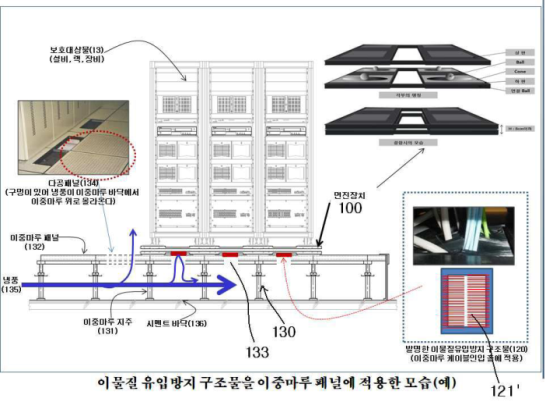 보호대상물(13)
(설비, 랙, 장비)
상 판
Ball
Cone
하 판
면진장치
100
다공패널(134)
(구멍이 있어 냉풍이 이중마루 바닥에서
이중마루 위로 올라온다)
이중마루 패널
(132)
냉풍
(135)
이중마루 지주
(131)
시멘트 바닥(136)
130
133
발명한 이물질유입방지 구조물(120)
(이중마루 케이블인입 홀에 적용)
121'
이물질 유입 방지 구조물을 이중마루 패널에 적용한 모습(예)